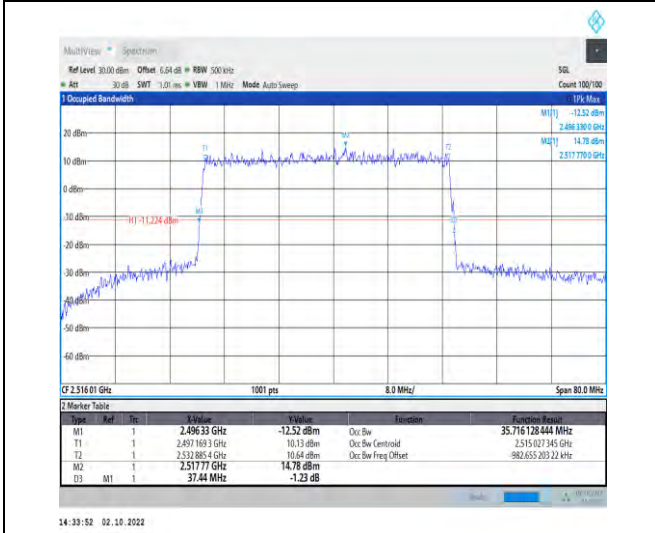 MultiView Spectrum
Ref Level 30.00 dBm Offset 6.64 dB RBW 500 kHz SGL
Att 30 dB SWT 1.01 ms VBW 1 MHz Mode Auto Sweep Count 100/100
1 Occupied Bandwidth 1Pk Max
M1[1] -12.52 dBm
2.496 330 0 GHz
M2[1] 14.78 dBm
2.517 770 0 GHz
20 dBm
T1 M2 T2
10 dBm
0 dBm
M1
-10 dBm
H1 -11.224 dBm
D3
-20 dBm
-30 dBm
-40 dBm
-50 dBm
-60 dBm
CF 2.516 01 GHz 1001 pts 8.0 MHz/ Span 80.0 MHz
2 Marker Table
Type Ref Trc X-Value Y-Value Function Function Result
M1 1 2.496 33 GHz -12.52 dBm Occ Bw 35.716 128 444 MHz
T1 1 2.497 169 3 GHz 10.13 dBm Occ Bw Centroid 2.515 027 345 GHz
T2 1 2.532 885 4 GHz 10.64 dBm Occ Bw Freq Offset -982.655 203 22 kHz
M2 1 2.517 77 GHz 14.78 dBm
D3 M1 1 37.44 MHz -1.23 dB
14:33:52 02.10.2022